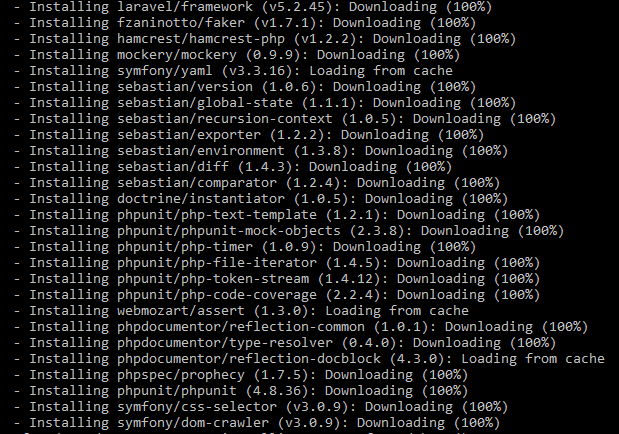 - Installing laravel/framework (v5.2.45): Downloading (100%)
- Installing fzaninotto/faker (v1.7.1): Downloading (100%)
- Installing hamcrest/hamcrest-php (v1.2.2): Downloading (100%)
- Installing mockery/mockery (0.9.9): Downloading (100%)
- Installing symfony/yaml (v3.3.16): Loading from cache
- Installing sebastian/version (1.0.6): Downloading (100%)
- Installing sebastian/global-state (1.1.1): Downloading (100%)
- Installing sebastian/recursion-context (1.0.5): Downloading (100%)
- Installing sebastian/exporter (1.2.2): Downloading (100%)
- Installing sebastian/environment (1.3.8): Downloading (100%)
- Installing sebastian/diff (1.4.3): Downloading (100%)
- Installing sebastian/comparator (1.2.4): Downloading (100%)
- Installing doctrine/instantiator (1.0.5): Downloading (100%)
- Installing phpunit/php-text-template (1.2.1): Downloading (100%)
- Installing phpunit/phpunit-mock-objects (2.3.8): Downloading (100%)
- Installing phpunit/php-timer (1.0.9): Downloading (100%)
- Installing phpunit/php-file-iterator (1.4.5): Downloading (100%)
- Installing phpunit/php-token-stream (1.4.12): Downloading (100%)
- Installing phpunit/php-code-coverage (2.2.4): Downloading (100%)
- Installing webmozart/assert (1.3.0): Loading from cache
- Installing phpdocumentor/reflection-common (1.0.1): Downloading (100%)
- Installing phpdocumentor/type-resolver (0.4.0): Downloading (100%)
- Installing phpdocumentor/reflection-docblock (4.3.0): Loading from cache
- Installing phpspec/prophecy (1.7.5): Downloading (100%)
- Installing phpunit/phpunit (4.8.36): Downloading (100%)
- Installing symfony/css-selector (v3.0.9): Downloading (100%)
- Installing symfony/dom-crawler (v3.0.9): Downloading (100%)